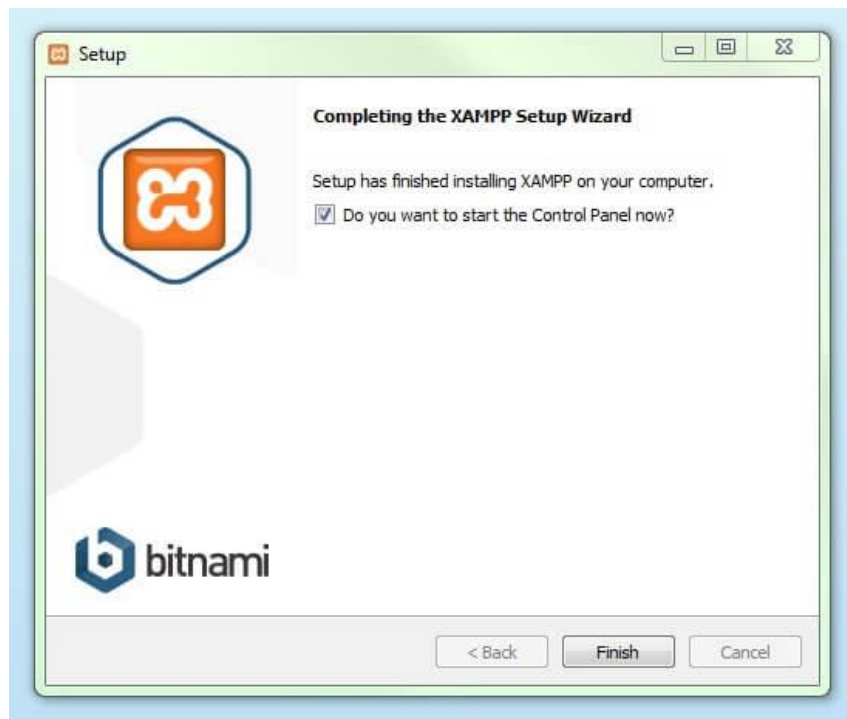 Setup
Completing the XAMPP Setup Wizard
Setup has finished installing XAMPP on your computer.
Do you want to start the Control Panel now?
bitnami
< Back
Finish
Cancel